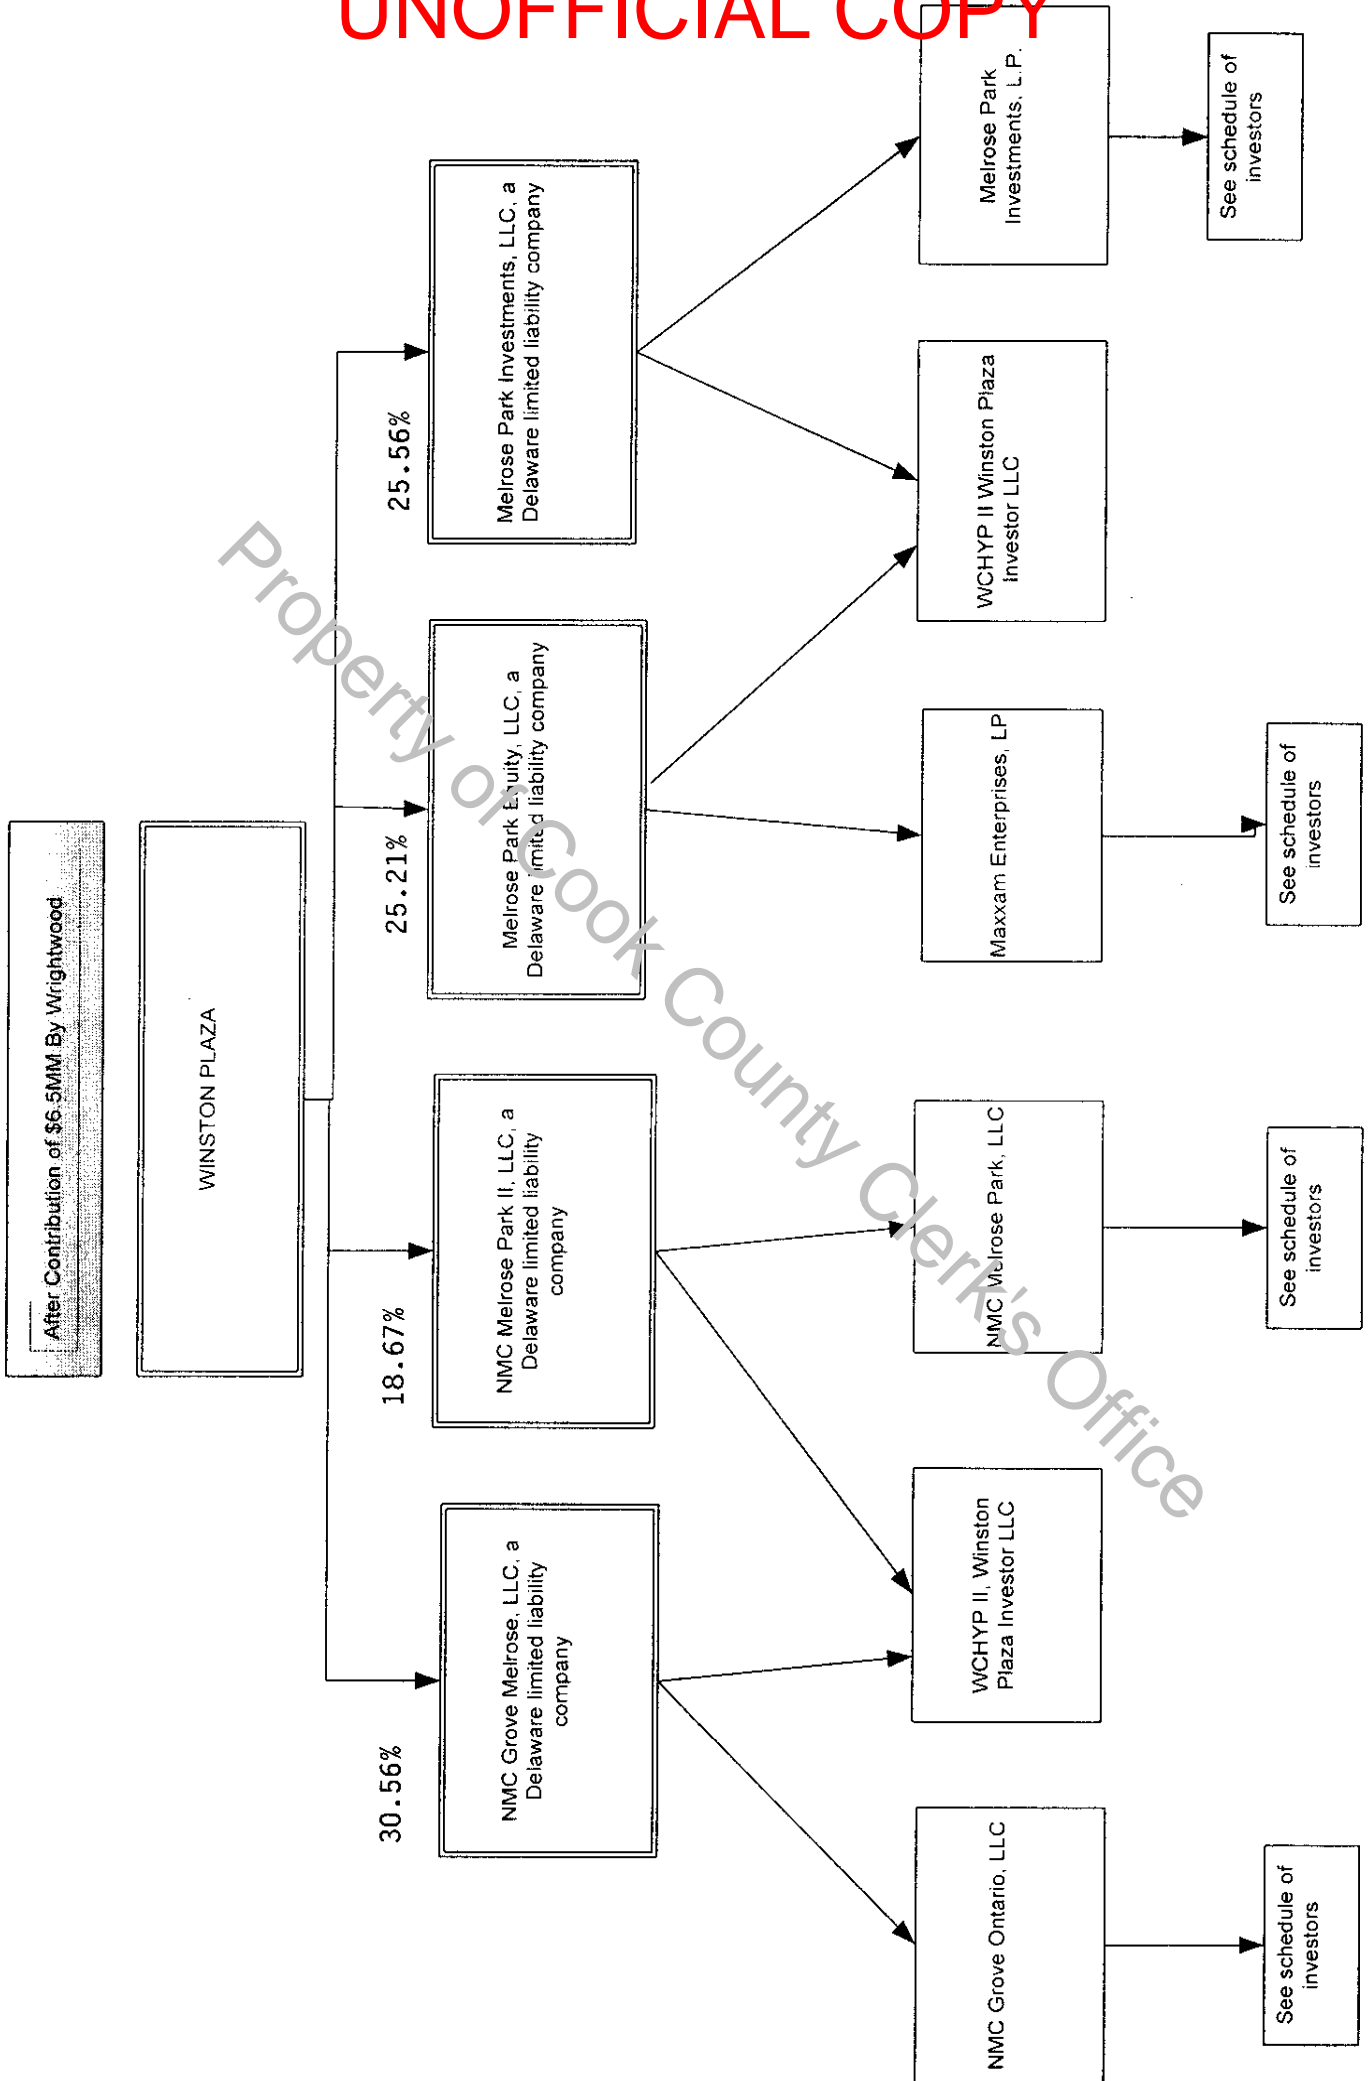 UNOFFICIAL COPY
After Contribution of $6.5MM By Wrightwood
WINSTON PLAZA
30.56%
18.67%
25.21%
25.56%
NMC Grove Melrose, LLC, a
Delaware limited liability
company
NMC Melrose Park II, LLC, a
Delaware limited liability
company
Melrose Park Equity, LLC, a
Delaware limited liability company
Melrose Park Investments, LLC, a
Delaware limited liability company
NMC Grove Ontario, LLC
WCHYP II, Winston
Plaza Investor LLC
NMC Melrose Park, LLC
Maxxam Enterprises, LP
WCHYP II Winston Plaza
Investor LLC
Melrose Park
Investments, L.P.
See schedule of
investors
See schedule of
investors
See schedule of
investors
See schedule of
investors
Property of Cook County Clerk's Office